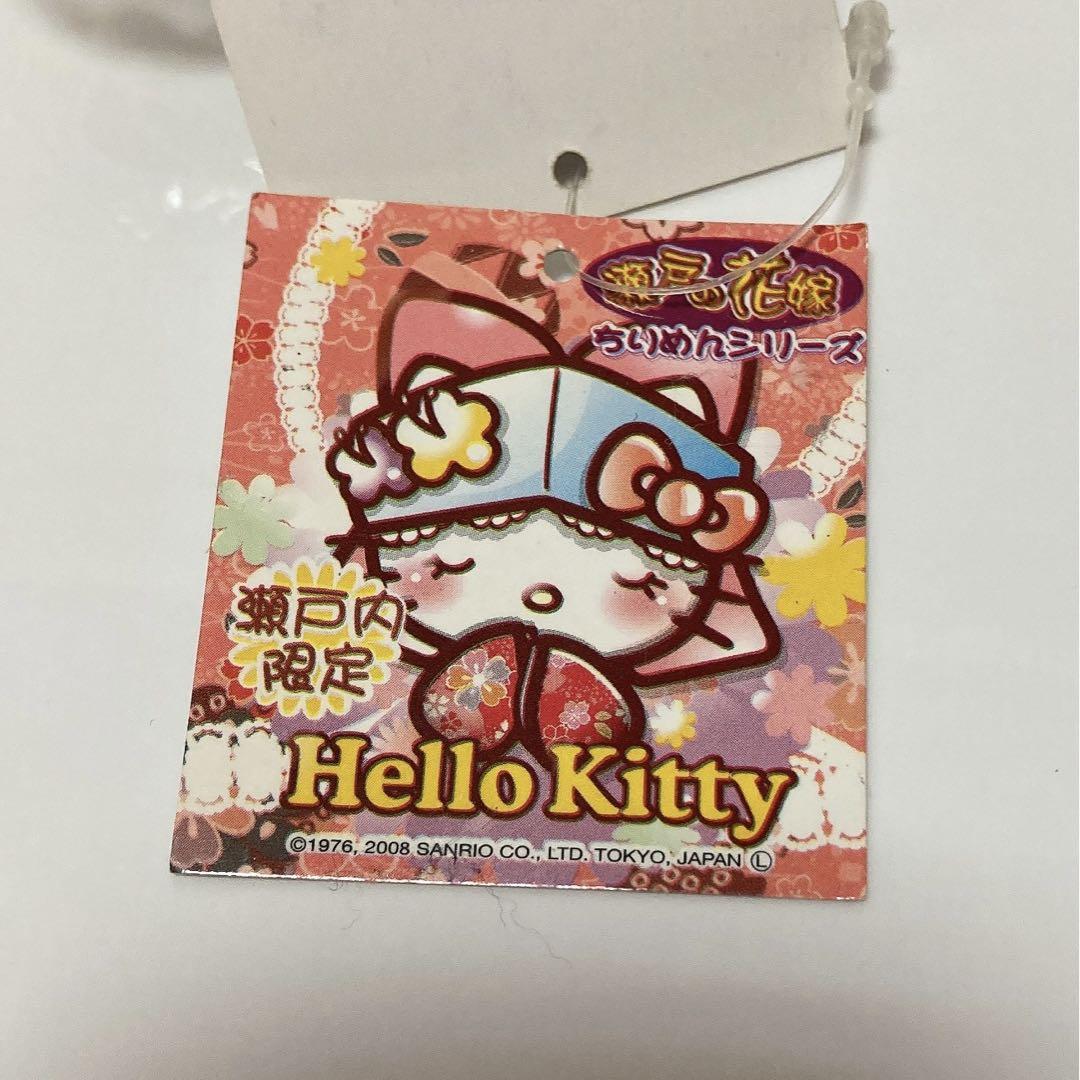 瀬戸の花嫁
ちりめんシリーズ
瀬戸内
限定
Hello Kitty
©1976, 2008 SANRIO CO., LTD. TOKYO, JAPAN Ⓛ